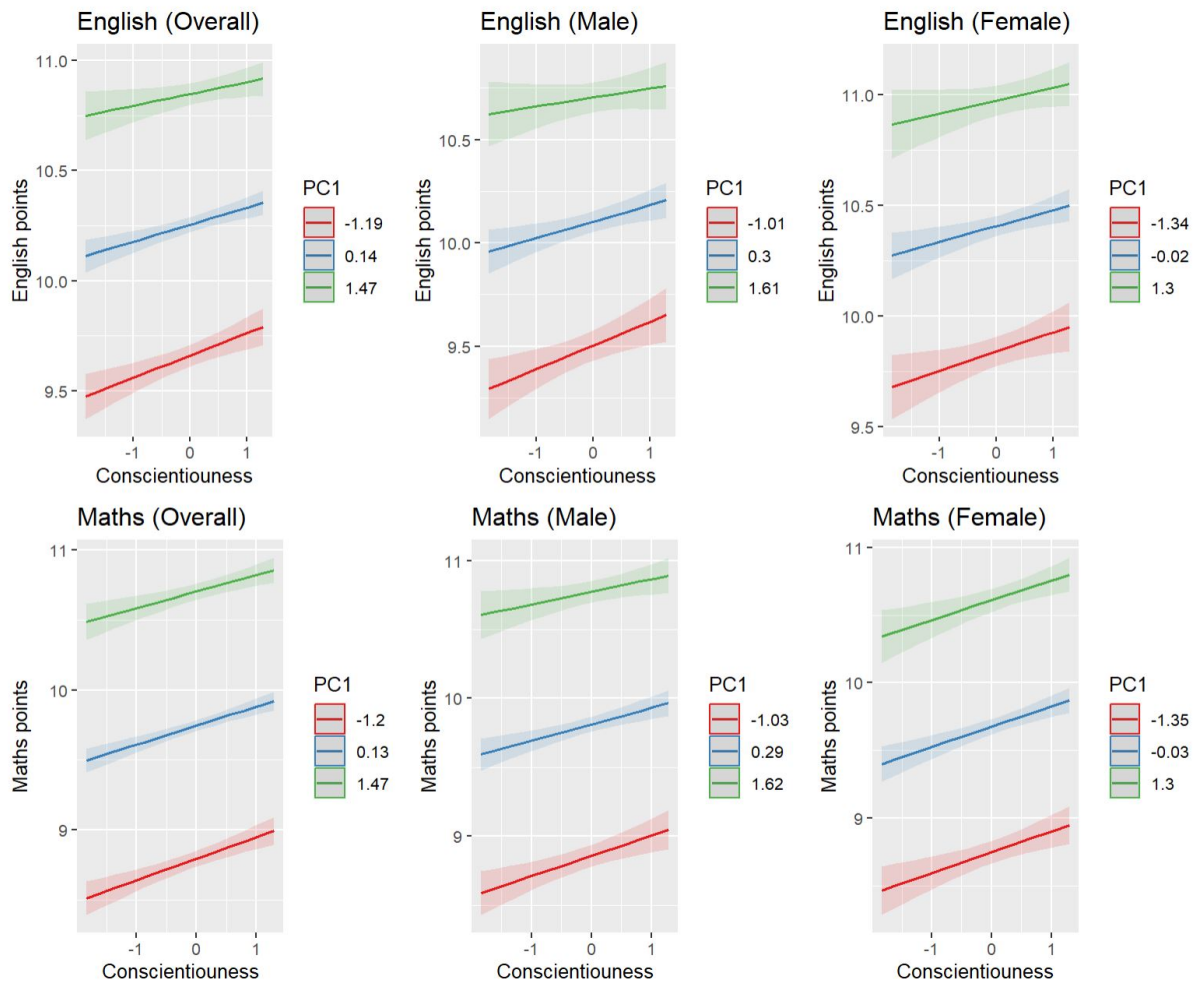 English (Overall)
English points
11.0
10.5
10.0
9.5
-1 0 1
Conscientiouness
PC1
-1.19
0.14
1.47
English (Male)
English points
10.5
10.0
9.5
-1 0 1
Conscientiouness
PC1
-1.01
0.3
1.61
English (Female)
English points
11.0
10.5
10.0
9.5
-1 0 1
Conscientiouness
PC1
-1.34
-0.02
1.3
Maths (Overall)
Maths points
11
10
9
-1 0 1
Conscientiouness
PC1
-1.2
0.13
1.47
Maths (Male)
Maths points
11
10
9
-1 0 1
Conscientiouness
PC1
-1.03
0.29
1.62
Maths (Female)
Maths points
11
10
9
-1 0 1
Conscientiouness
PC1
-1.35
-0.03
1.3